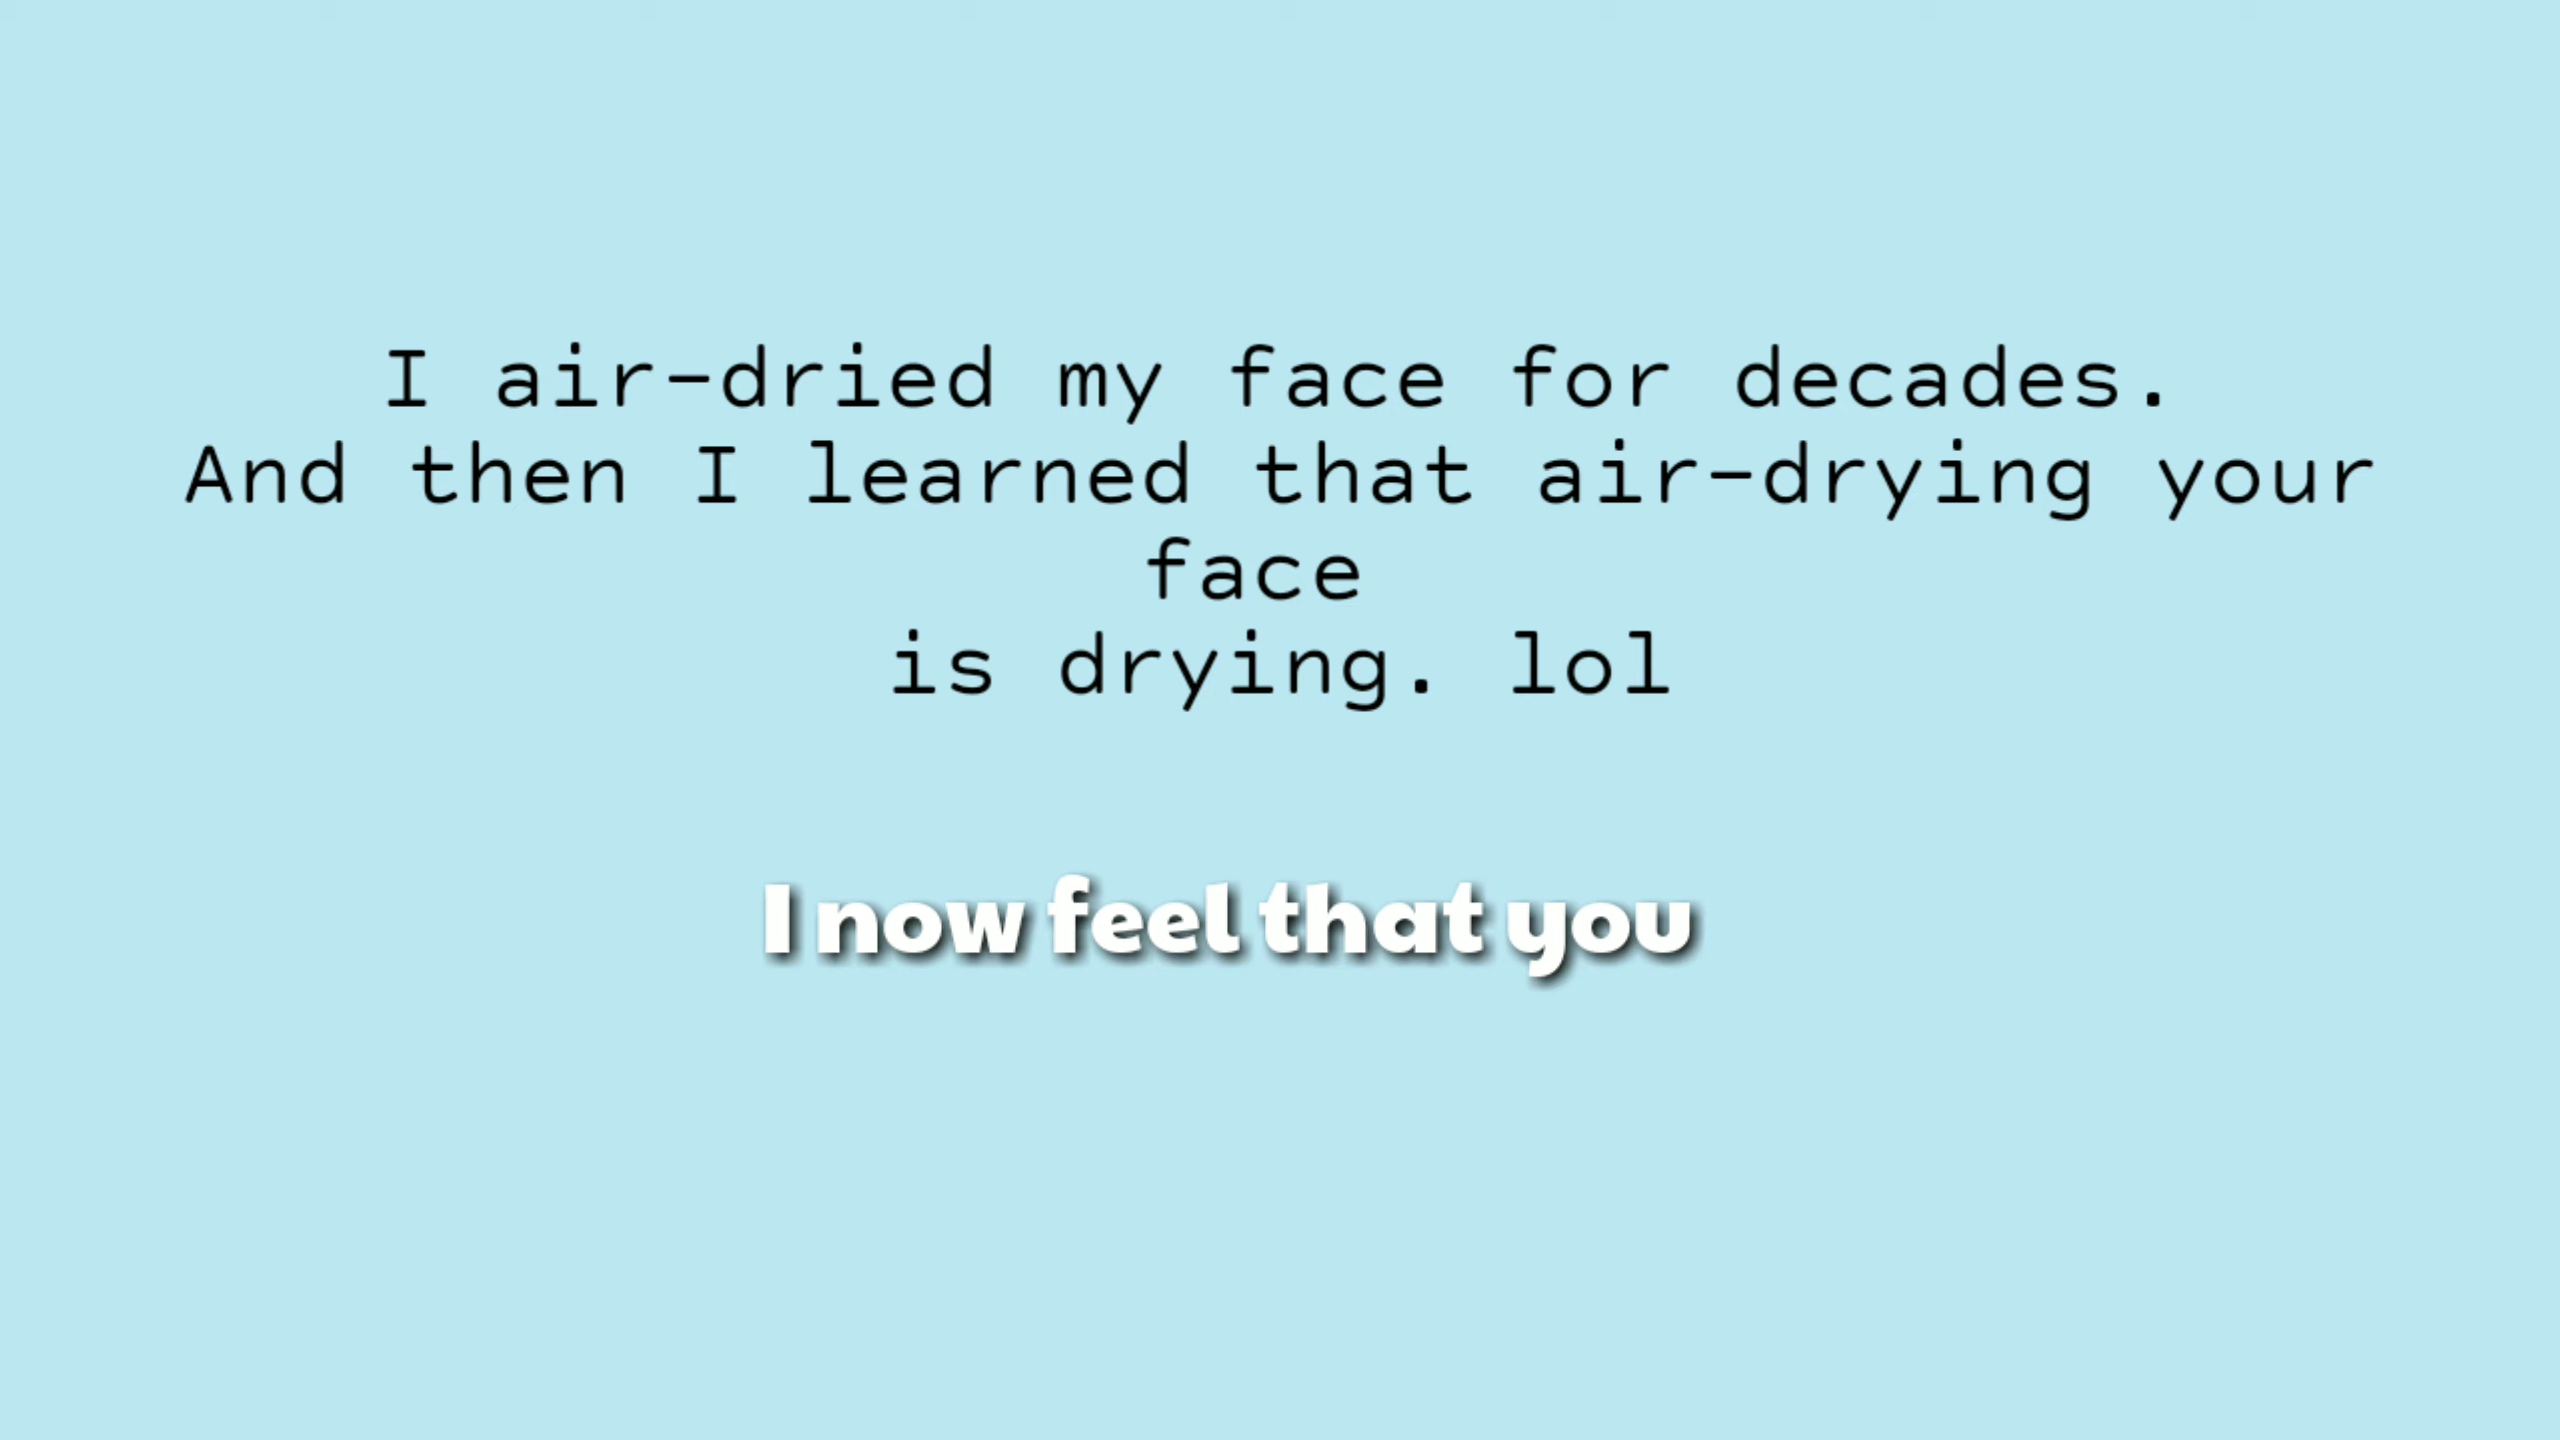 I air-dried my face for decades.
And then I learned that air-drying your
face
is drying. lol
I now feel that you